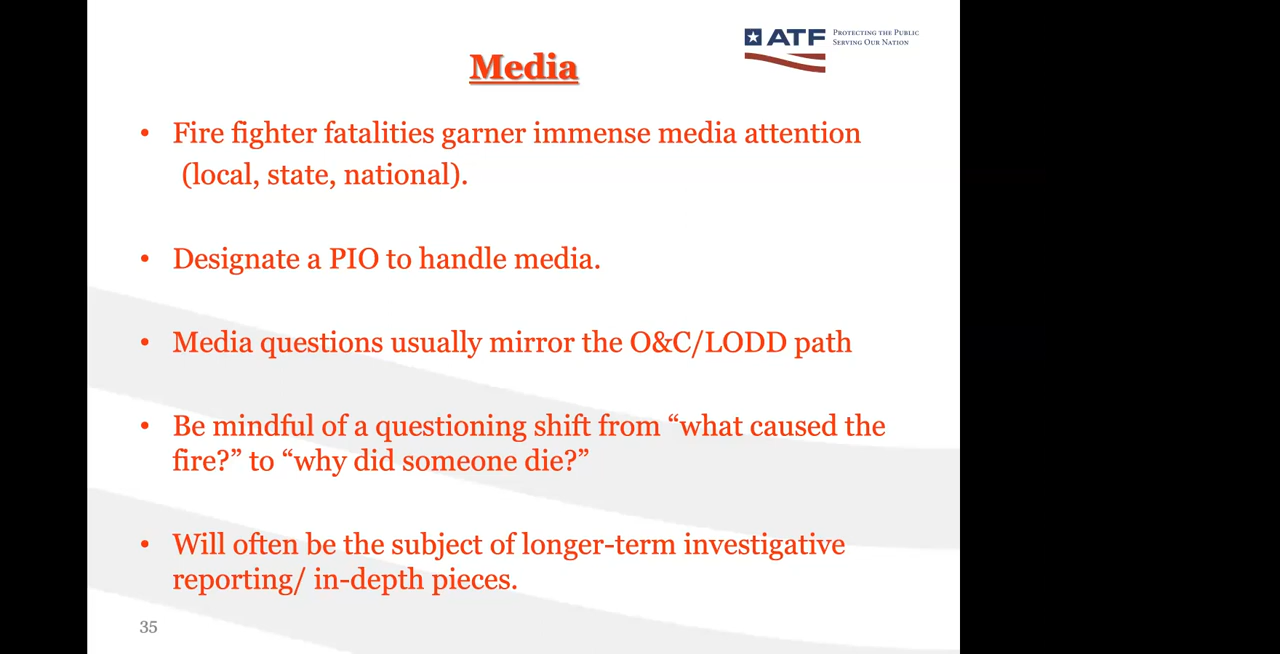 ATF
PROTECTING THE PUBLIC
SERVING OUR NATION
Media
• Fire fighter fatalities garner immense media attention
(local, state, national).
• Designate a PIO to handle media.
• Media questions usually mirror the O&C/LODD path
• Be mindful of a questioning shift from “what caused the
fire?” to “why did someone die?”
• Will often be the subject of longer-term investigative
reporting/ in-depth pieces.
35